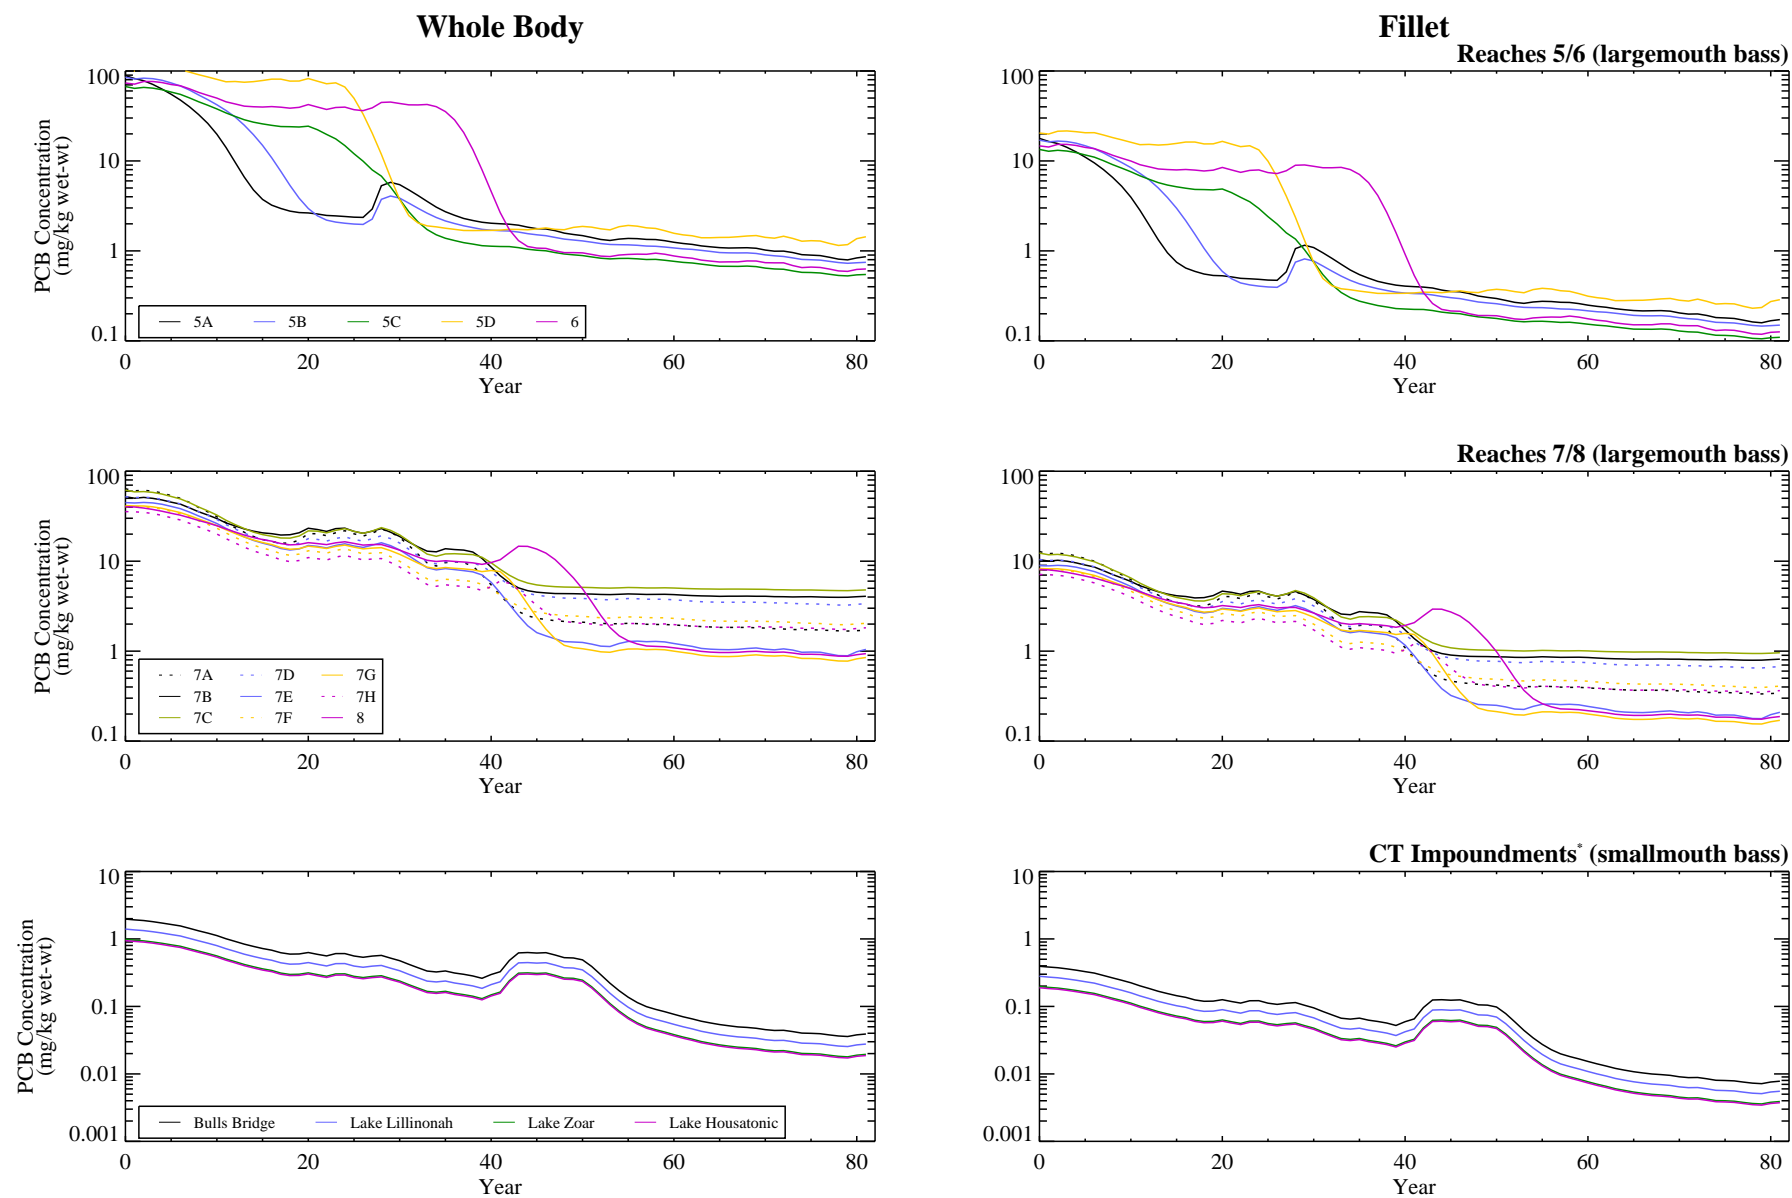 Whole Body
Fillet
Reaches 5/6 (largemouth bass)
PCB Concentration
(mg/kg wet-wt)
100
10
1
0.1
5A 5B 5C 5D 6
0 20 40 60 80
Year
100
10
1
0.1
0 20 40 60 80
Year
Reaches 7/8 (largemouth bass)
PCB Concentration
(mg/kg wet-wt)
100
10
1
0.1
7A 7D 7G
7B 7E 7H
7C 7F 8
0 20 40 60 80
Year
100
10
1
0.1
0 20 40 60 80
Year
CT Impoundments* (smallmouth bass)
PCB Concentration
(mg/kg wet-wt)
10
1
0.1
0.01
0.001
Bulls Bridge Lake Lillinonah Lake Zoar Lake Housatonic
0 20 40 60 80
Year
10
1
0.1
0.01
0.001
0 20 40 60 80
Year